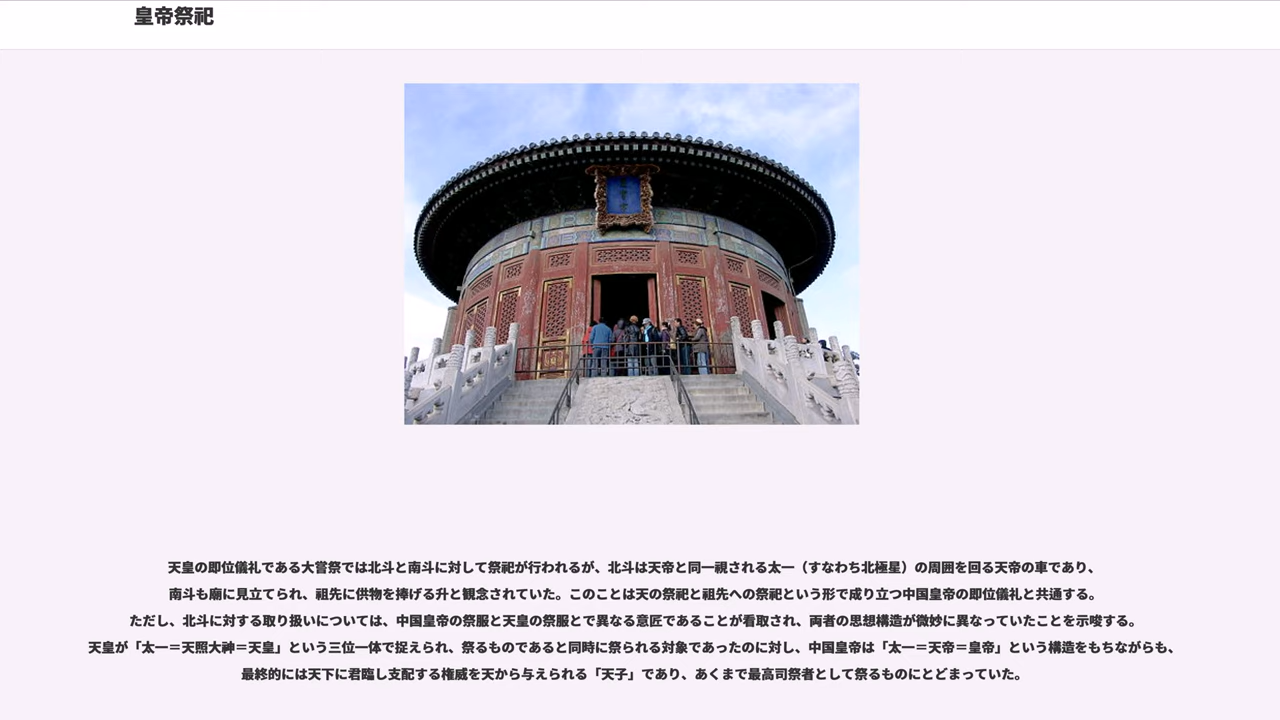 皇帝祭祀
天皇の即位儀礼である大嘗祭では北斗と南斗に対して祭祀が行われるが、北斗は天帝と同一視される太一（すなわち北極星）の周囲を回る天帝の車であり、
南斗も廟に見立てられ、祖先に供物を捧げる升と観念されていた。このことは天の祭祀と祖先への祭祀という形で成り立つ中国皇帝の即位儀礼と共通する。
ただし、北斗に対する取り扱いについては、中国皇帝の祭服と天皇の祭服とで異なる意匠であることが看取され、両者の思想構造が微妙に異なっていたことを示唆する。
天皇が「太一＝天照大神＝天皇」という三位一体で捉えられ、祭るものであると同時に祭られる対象であったのに対し、中国皇帝は「太一＝天帝＝皇帝」という構造をもちながらも、
最終的には天下に君臨し支配する権威を天から与えられる「天子」であり、あくまで最高司祭者として祭るものにとどまっていた。